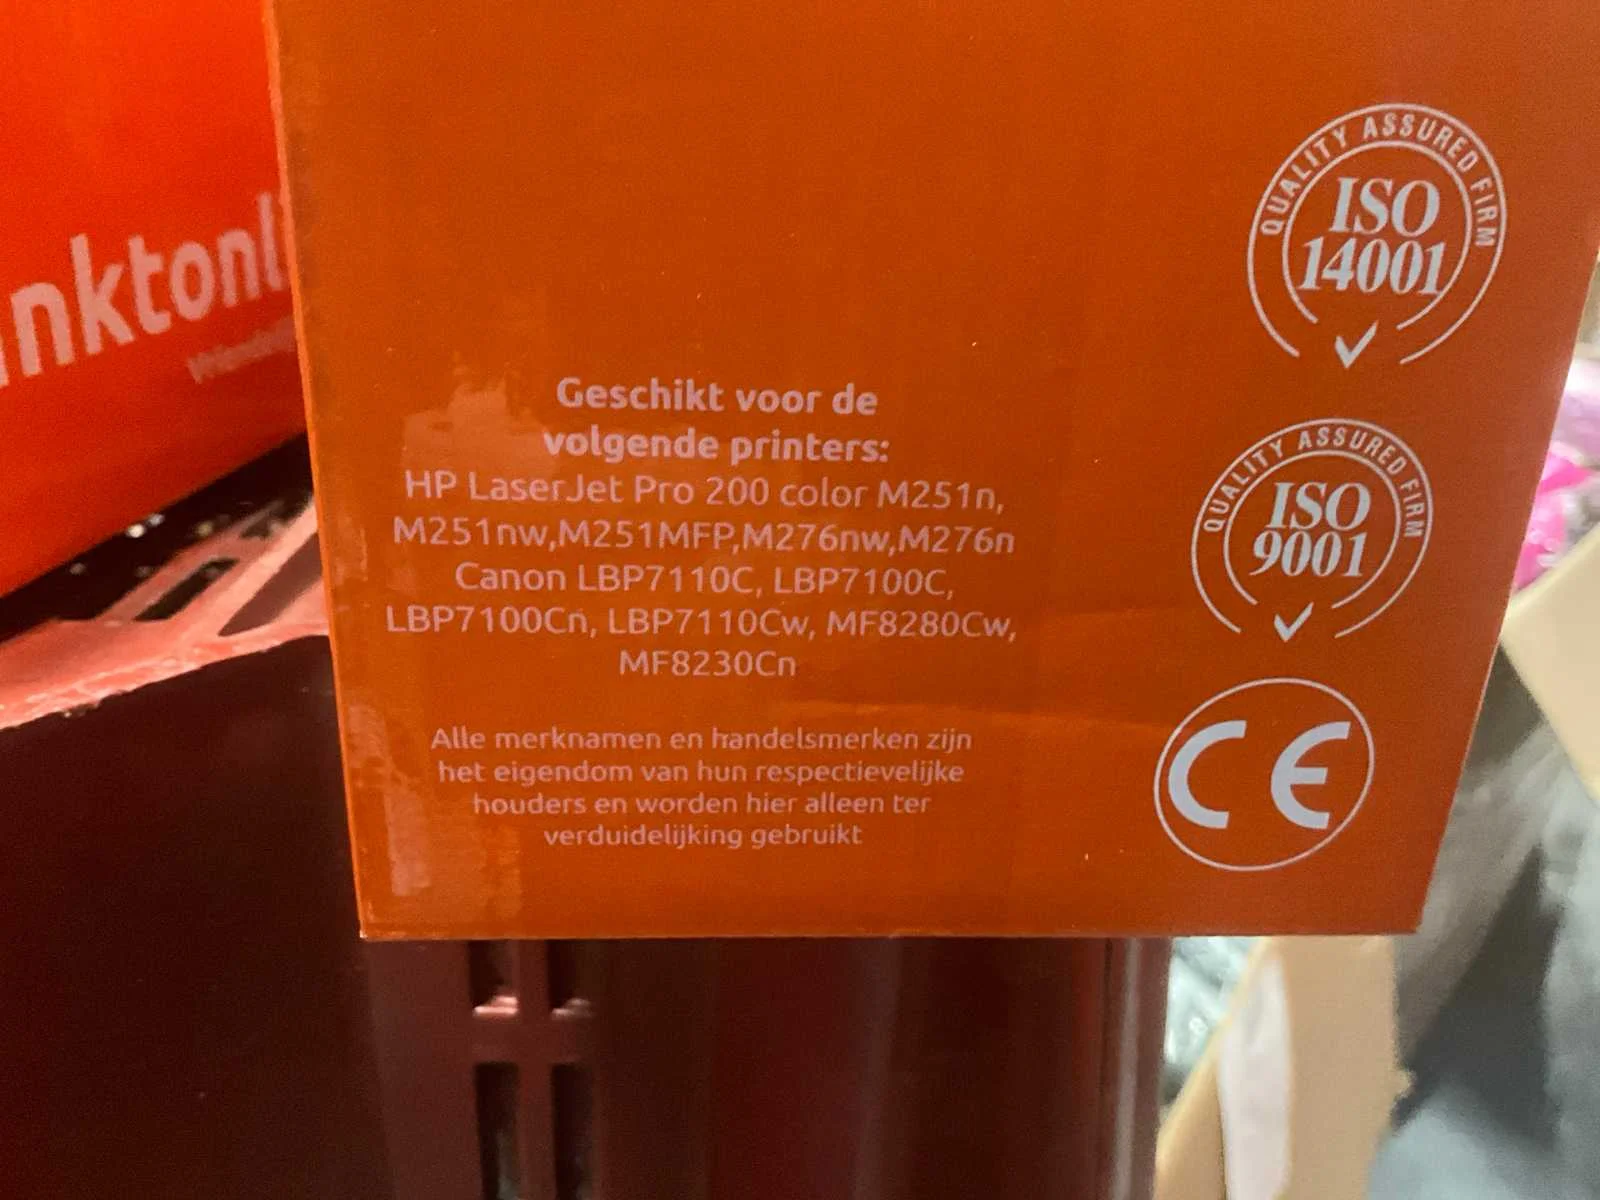 nktonl
Geschikt voor de
volgende printers:
HP LaserJet Pro 200 color M251n,
M251nw,M251MFP,M276nw,M276n
Canon LBP7110C, LBP7100C,
LBP7100Cn, LBP7110Cw, MF8280Cw,
MF8230Cn
Alle merknamen en handelsmerken zijn
het eigendom van hun respectievelijke
houders en worden hier alleen ter
verduidelijking gebruikt
QUALITY ASSURED FIRM
ISO
14001
QUALITY ASSURED FIRM
ISO
9001
CE